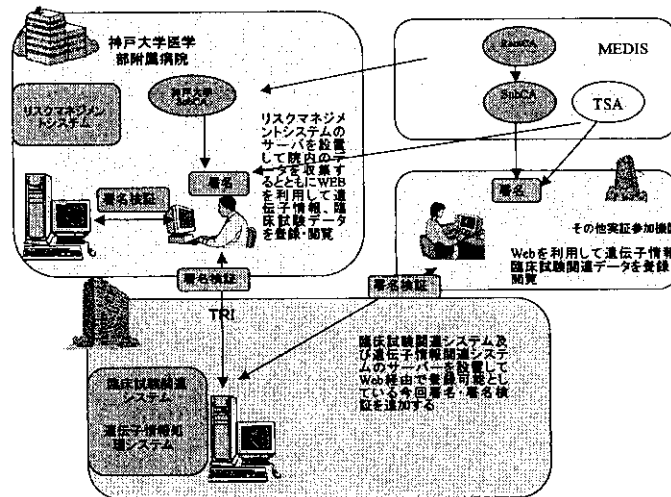 神戸大学医学
部附属病院
リスクマネジメン
トシステム
神戸大学
SubCA
署名
署名検証
リスクマネジメ
ントシステムの
サーバを設置
して院内のデ
ータを収集す
るとともにWEB
を利用して遺
伝子情報、臨
床試験データ
を登録・閲覧
MEDIS
RootCA
SubCA
TSA
署名
その他実証参加機関
Webを利用して遺伝子情報
臨床試験関連データを登録
閲覧
署名検証
署名検証
TRI
臨床試験関連
システム
遺伝子情報処
理システム
臨床試験関連システム及
び遺伝子情報関連システ
ムのサーバーを設置して
Web経由で登録可能とし
ている今回署名・署名検
証を追加する